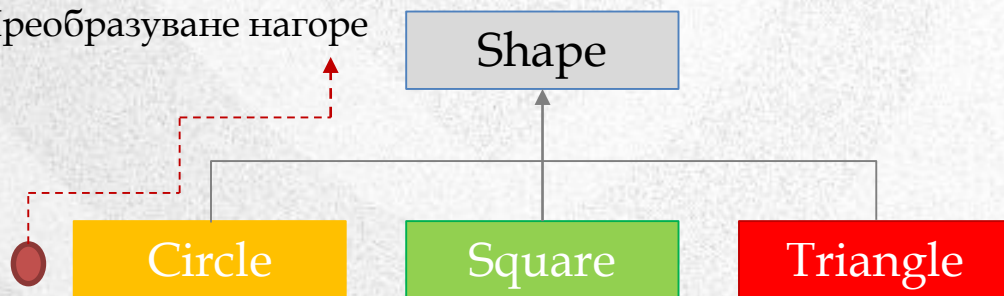 Преобразуване нагоре
Shape
Circle
Square
Triangle